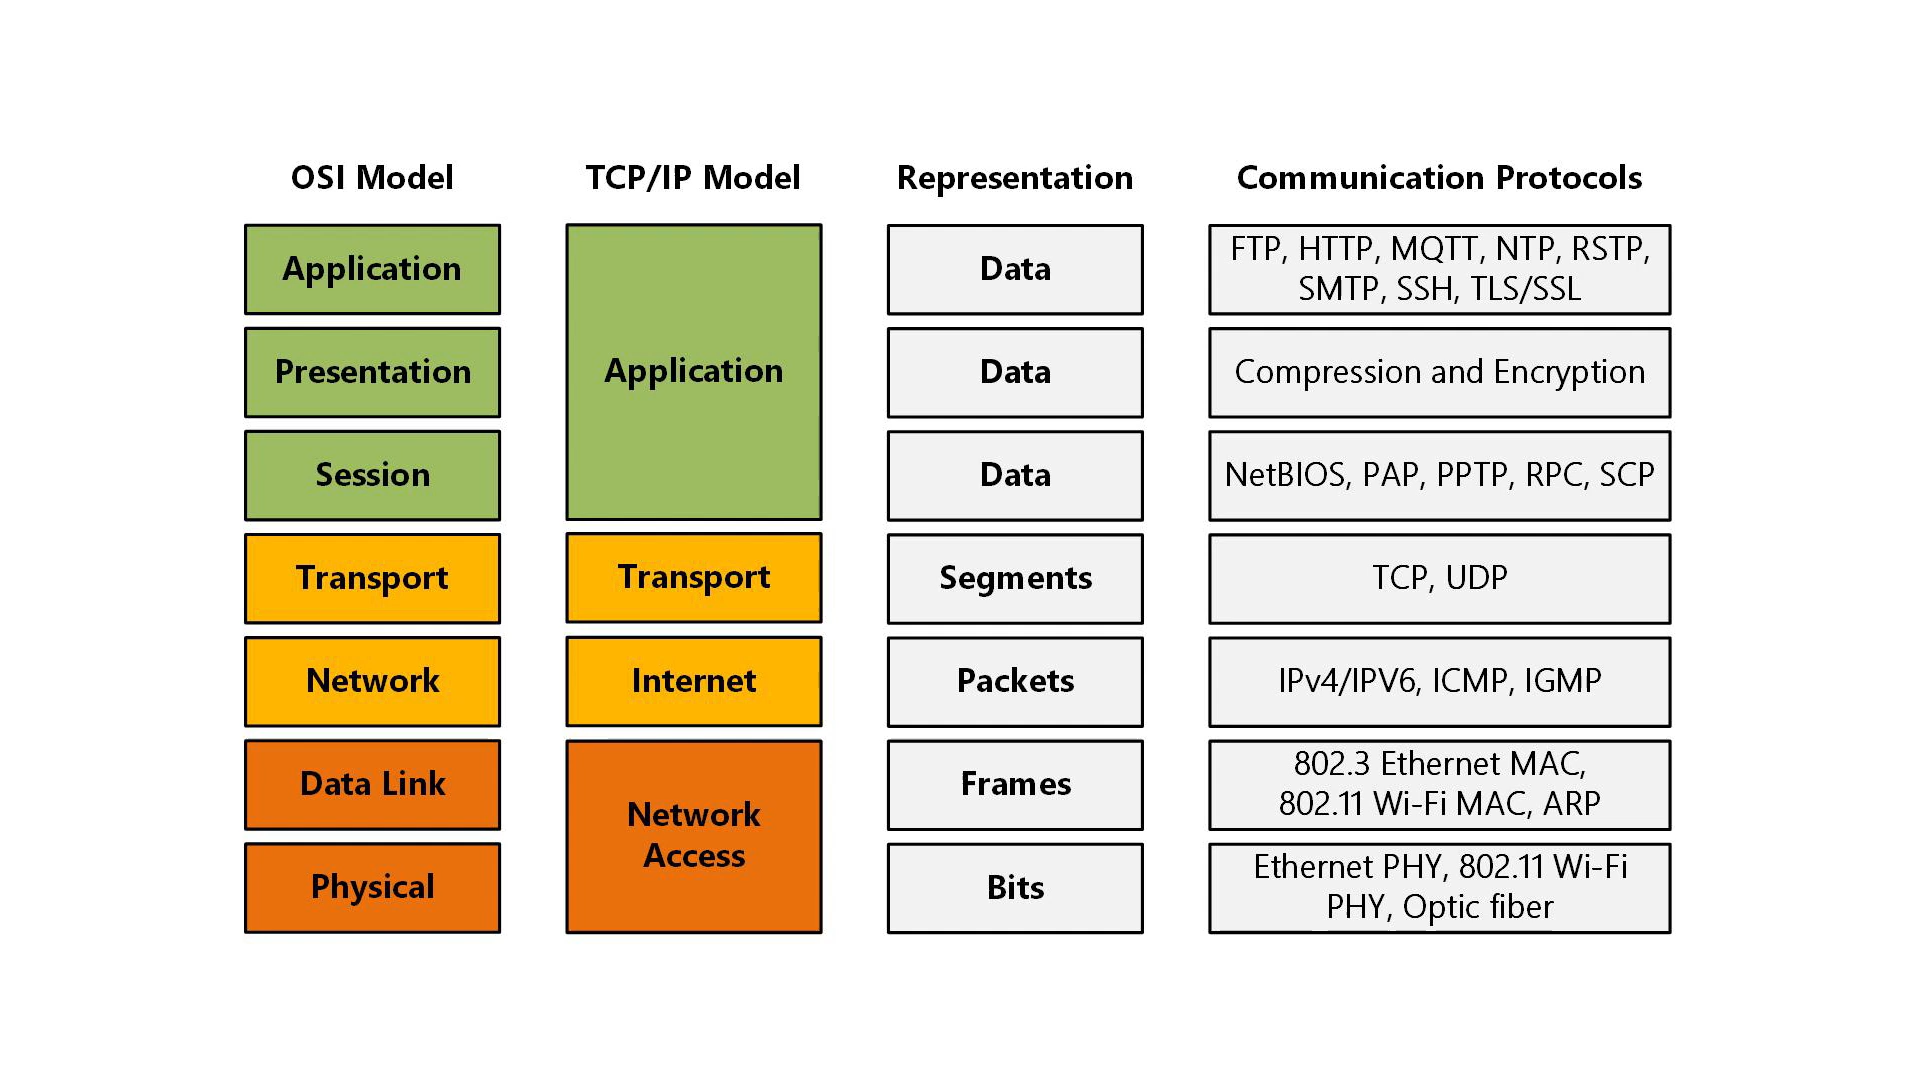 OSI Model
TCP/IP Model
Representation
Communication Protocols
Application
Application
Data
FTP, HTTP, MQTT, NTP, RSTP,
SMTP, SSH, TLS/SSL
Presentation
Data
Compression and Encryption
Session
Data
NetBIOS, PAP, PPTP, RPC, SCP
Transport
Transport
Segments
TCP, UDP
Network
Internet
Packets
IPv4/IPV6, ICMP, IGMP
Data Link
Network
Access
Frames
802.3 Ethernet MAC,
802.11 Wi-Fi MAC, ARP
Physical
Bits
Ethernet PHY, 802.11 Wi-Fi
PHY, Optic fiber